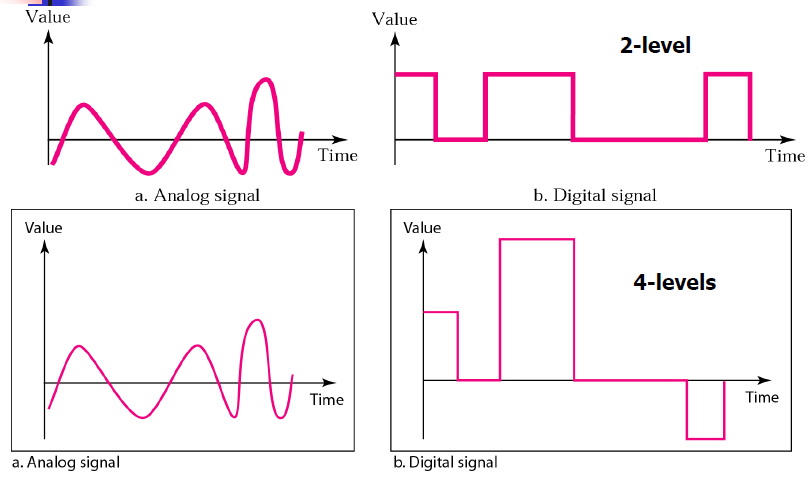 Value
Time
a. Analog signal
Value
2-level
Time
b. Digital signal
Value
Time
a. Analog signal
Value
4-levels
Time
b. Digital signal